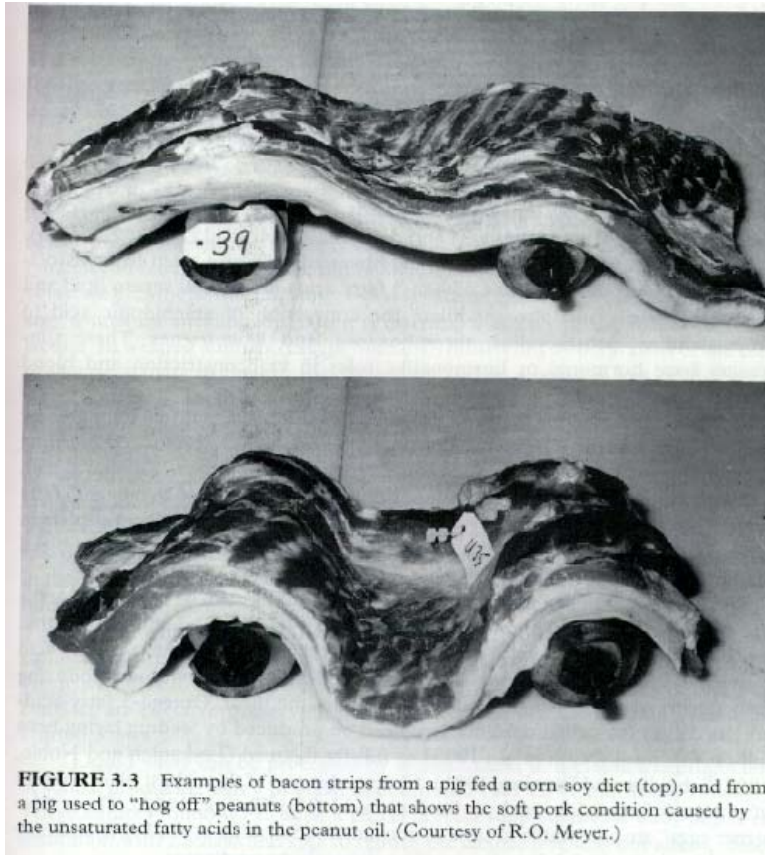 39
U35
FIGURE 3.3 Examples of bacon strips from a pig fed a corn soy diet (top), and from
a pig used to "hog off" peanuts (bottom) that shows the soft pork condition caused by
the unsaturated fatty acids in the peanut oil. (Courtesy of R.O. Meyer.)